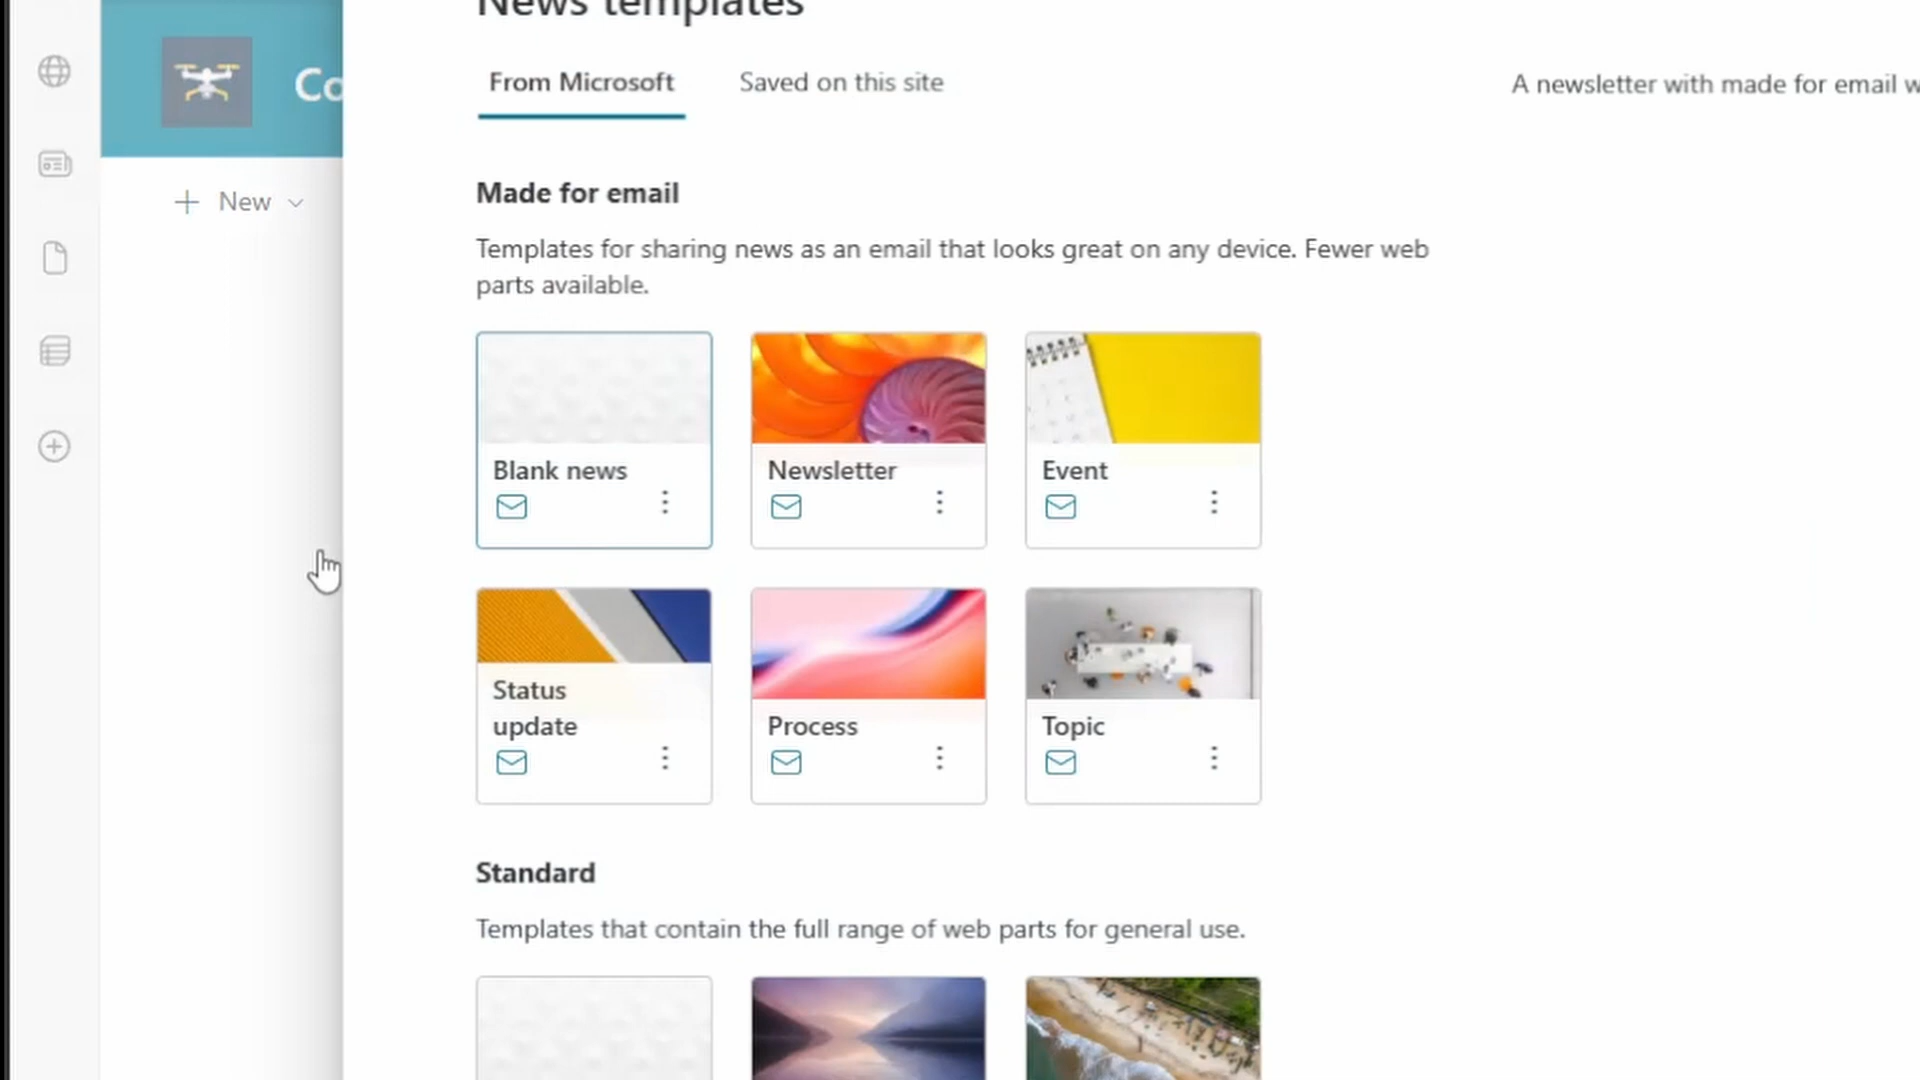 News templates
Co
From Microsoft
Saved on this site
A newsletter with made for email w
New
Made for email
Templates for sharing news as an email that looks great on any device. Fewer web
parts available.
Blank news
Newsletter
Event
Status
update
Process
Topic
Standard
Templates that contain the full range of web parts for general use.